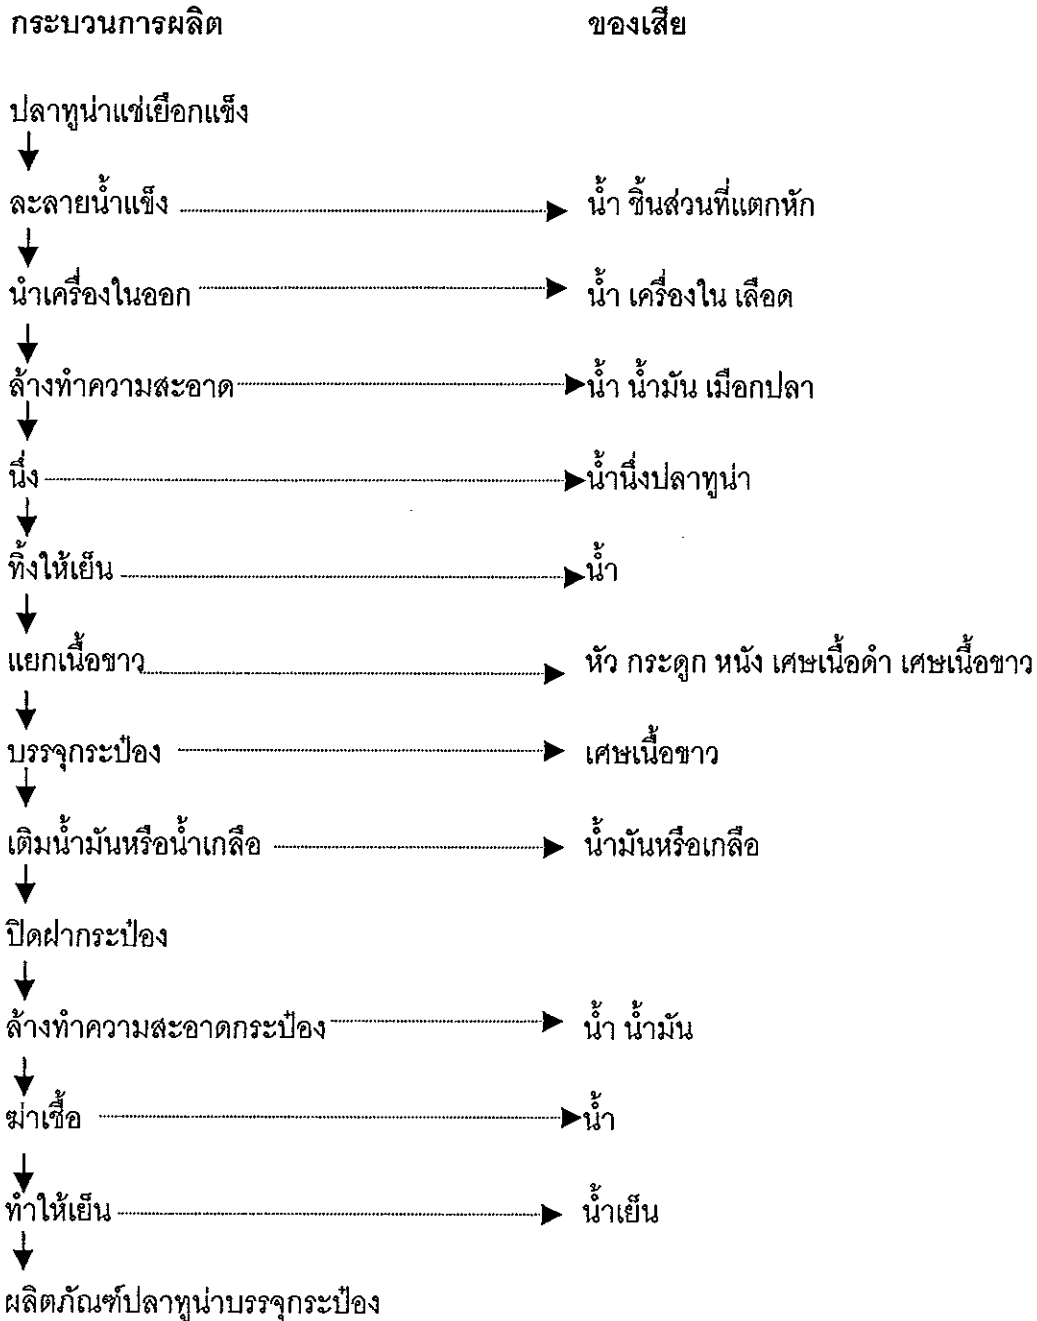 กระบวนการผลิต ของเสีย
ปลาทูน่าแช่เยือกแข็ง
ละลายน้ำแข็ง น้ำ ชิ้นส่วนที่แตกหัก
นำเครื่องในออก น้ำ เครื่องใน เลือด
ล้างทำความสะอาด น้ำ น้ำมัน เมือกปลา
นึ่ง น้ำนึ่งปลาทูน่า
ทิ้งให้เย็น น้ำ
แยกเนื้อขาว หัว กระดูก หนัง เศษเนื้อดำ เศษเนื้อขาว
บรรจุกระป๋อง เศษเนื้อขาว
เติมน้ำมันหรือน้ำเกลือ น้ำมันหรือเกลือ
ปิดฝากระป๋อง
ล้างทำความสะอาดกระป๋อง น้ำ น้ำมัน
ฆ่าเชื้อ น้ำ
ทำให้เย็น น้ำเย็น
ผลิตภัณฑ์ปลาทูน่าบรรจุกระป๋อง